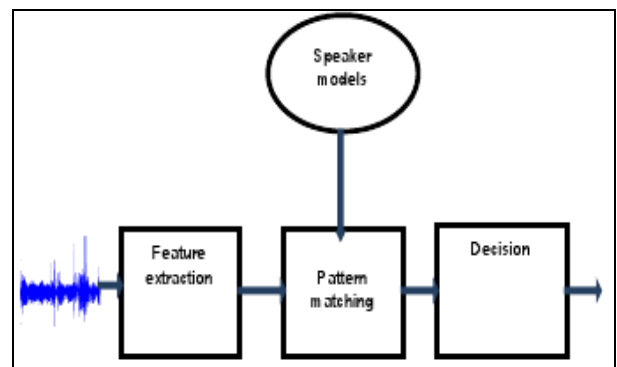 Speaker
models
Feature
extraction
Pattern
matching
Decision